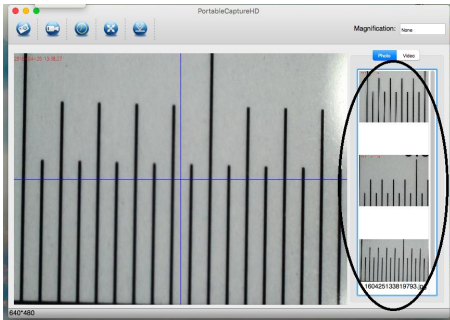 PortableCaptureHD
Magnification:
None
Photo
Video
160425133819793.jpg
640*480